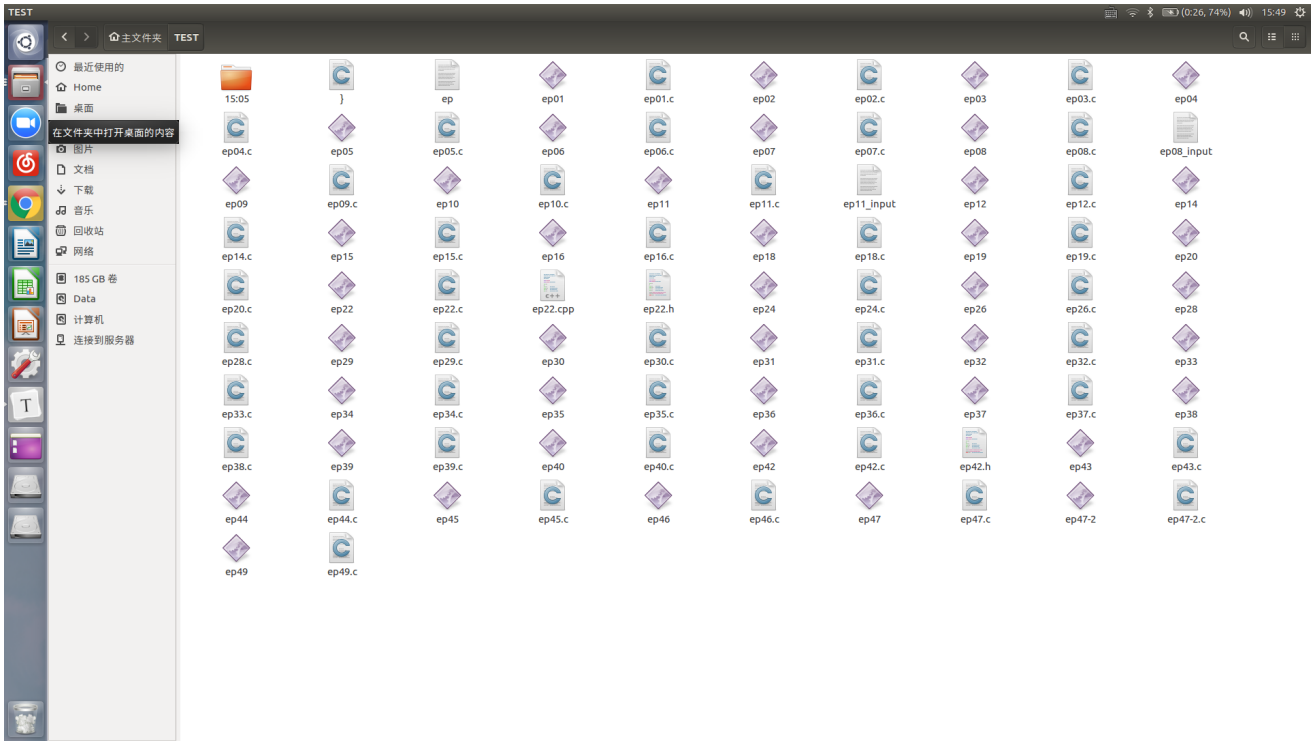 TEST
(0:26, 74%) 15:49
主文件夹 TEST
最近使用的
Home
桌面
在文件夹中打开桌面的内容
图片
文档
下载
音乐
回收站
网络
185 GB 卷
Data
计算机
连接到服务器
15:05 } ep ep01 ep01.c ep02 ep02.c ep03 ep03.c ep04
ep04.c ep05 ep05.c ep06 ep06.c ep07 ep07.c ep08 ep08.c ep08_input
ep09 ep09.c ep10 ep10.c ep11 ep11.c ep11_input ep12 ep12.c ep14
ep14.c ep15 ep15.c ep16 ep16.c ep18 ep18.c ep19 ep19.c ep20
ep20.c ep22 ep22.c ep22.cpp ep22.h ep24 ep24.c ep26 ep26.c ep28
ep28.c ep29 ep29.c ep30 ep30.c ep31 ep31.c ep32 ep32.c ep33
ep33.c ep34 ep34.c ep35 ep35.c ep36 ep36.c ep37 ep37.c ep38
ep38.c ep39 ep39.c ep40 ep40.c ep42 ep42.c ep42.h ep43 ep43.c
ep44 ep44.c ep45 ep45.c ep46 ep46.c ep47 ep47.c ep47-2 ep47-2.c
ep49 ep49.c